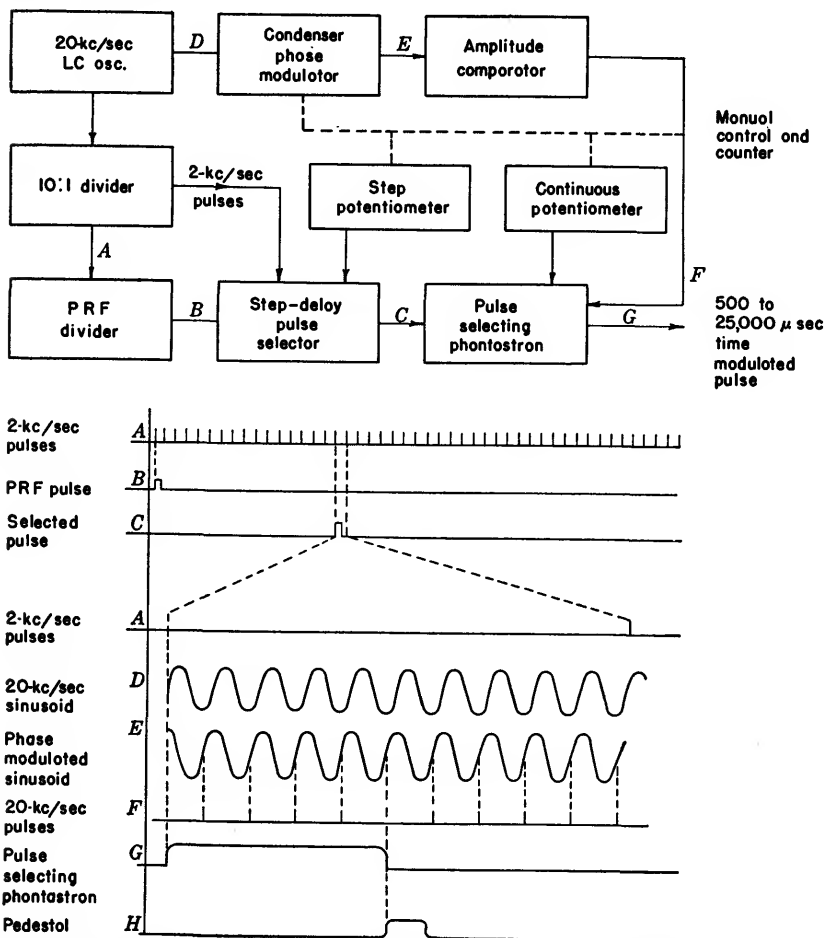 20-kc/sec
LC osc.
D
Condenser
phose
modulotor
E
Amplitude
comporotor
Monuol
control ond
counter
10:1 divider
2-kc/sec
pulses
Step
potentiometer
Continuous
potentiometer
A
F
PRF
divider
B
Step-deloy
pulse
selector
C
Pulse
selecting
phontostron
G
500 to
25,000 μ sec
time
moduloted
pulse
2-kc/sec
pulses
A
PRF pulse
B
Selected
pulse
C
2-kc/sec
pulses
A
20-kc/sec
sinusoid
D
Phose
moduloted
sinusoid
E
20-kc/sec
pulses
F
Pulse
selecting
phontastron
G
Pedestol
H